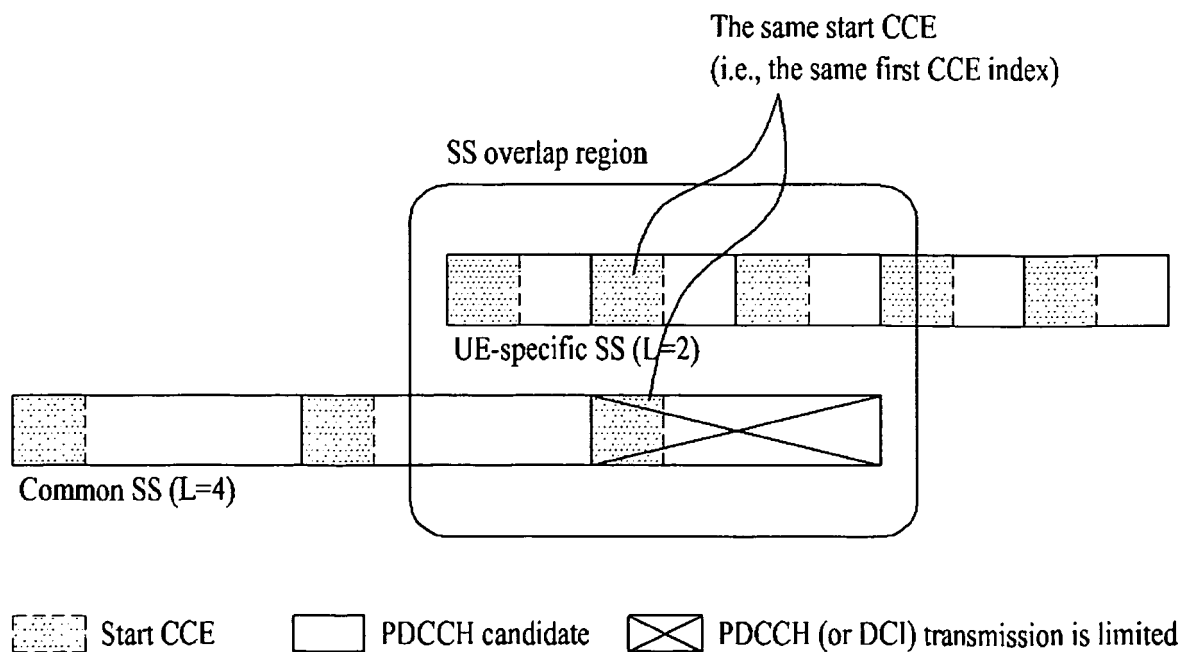 The same start CCE
(i.e., the same first CCE index)
SS overlap region
UE-specific SS (L=2)
Common SS (L=4)
Start CCE
PDCCH candidate
PDCCH (or DCI) transmission is limited